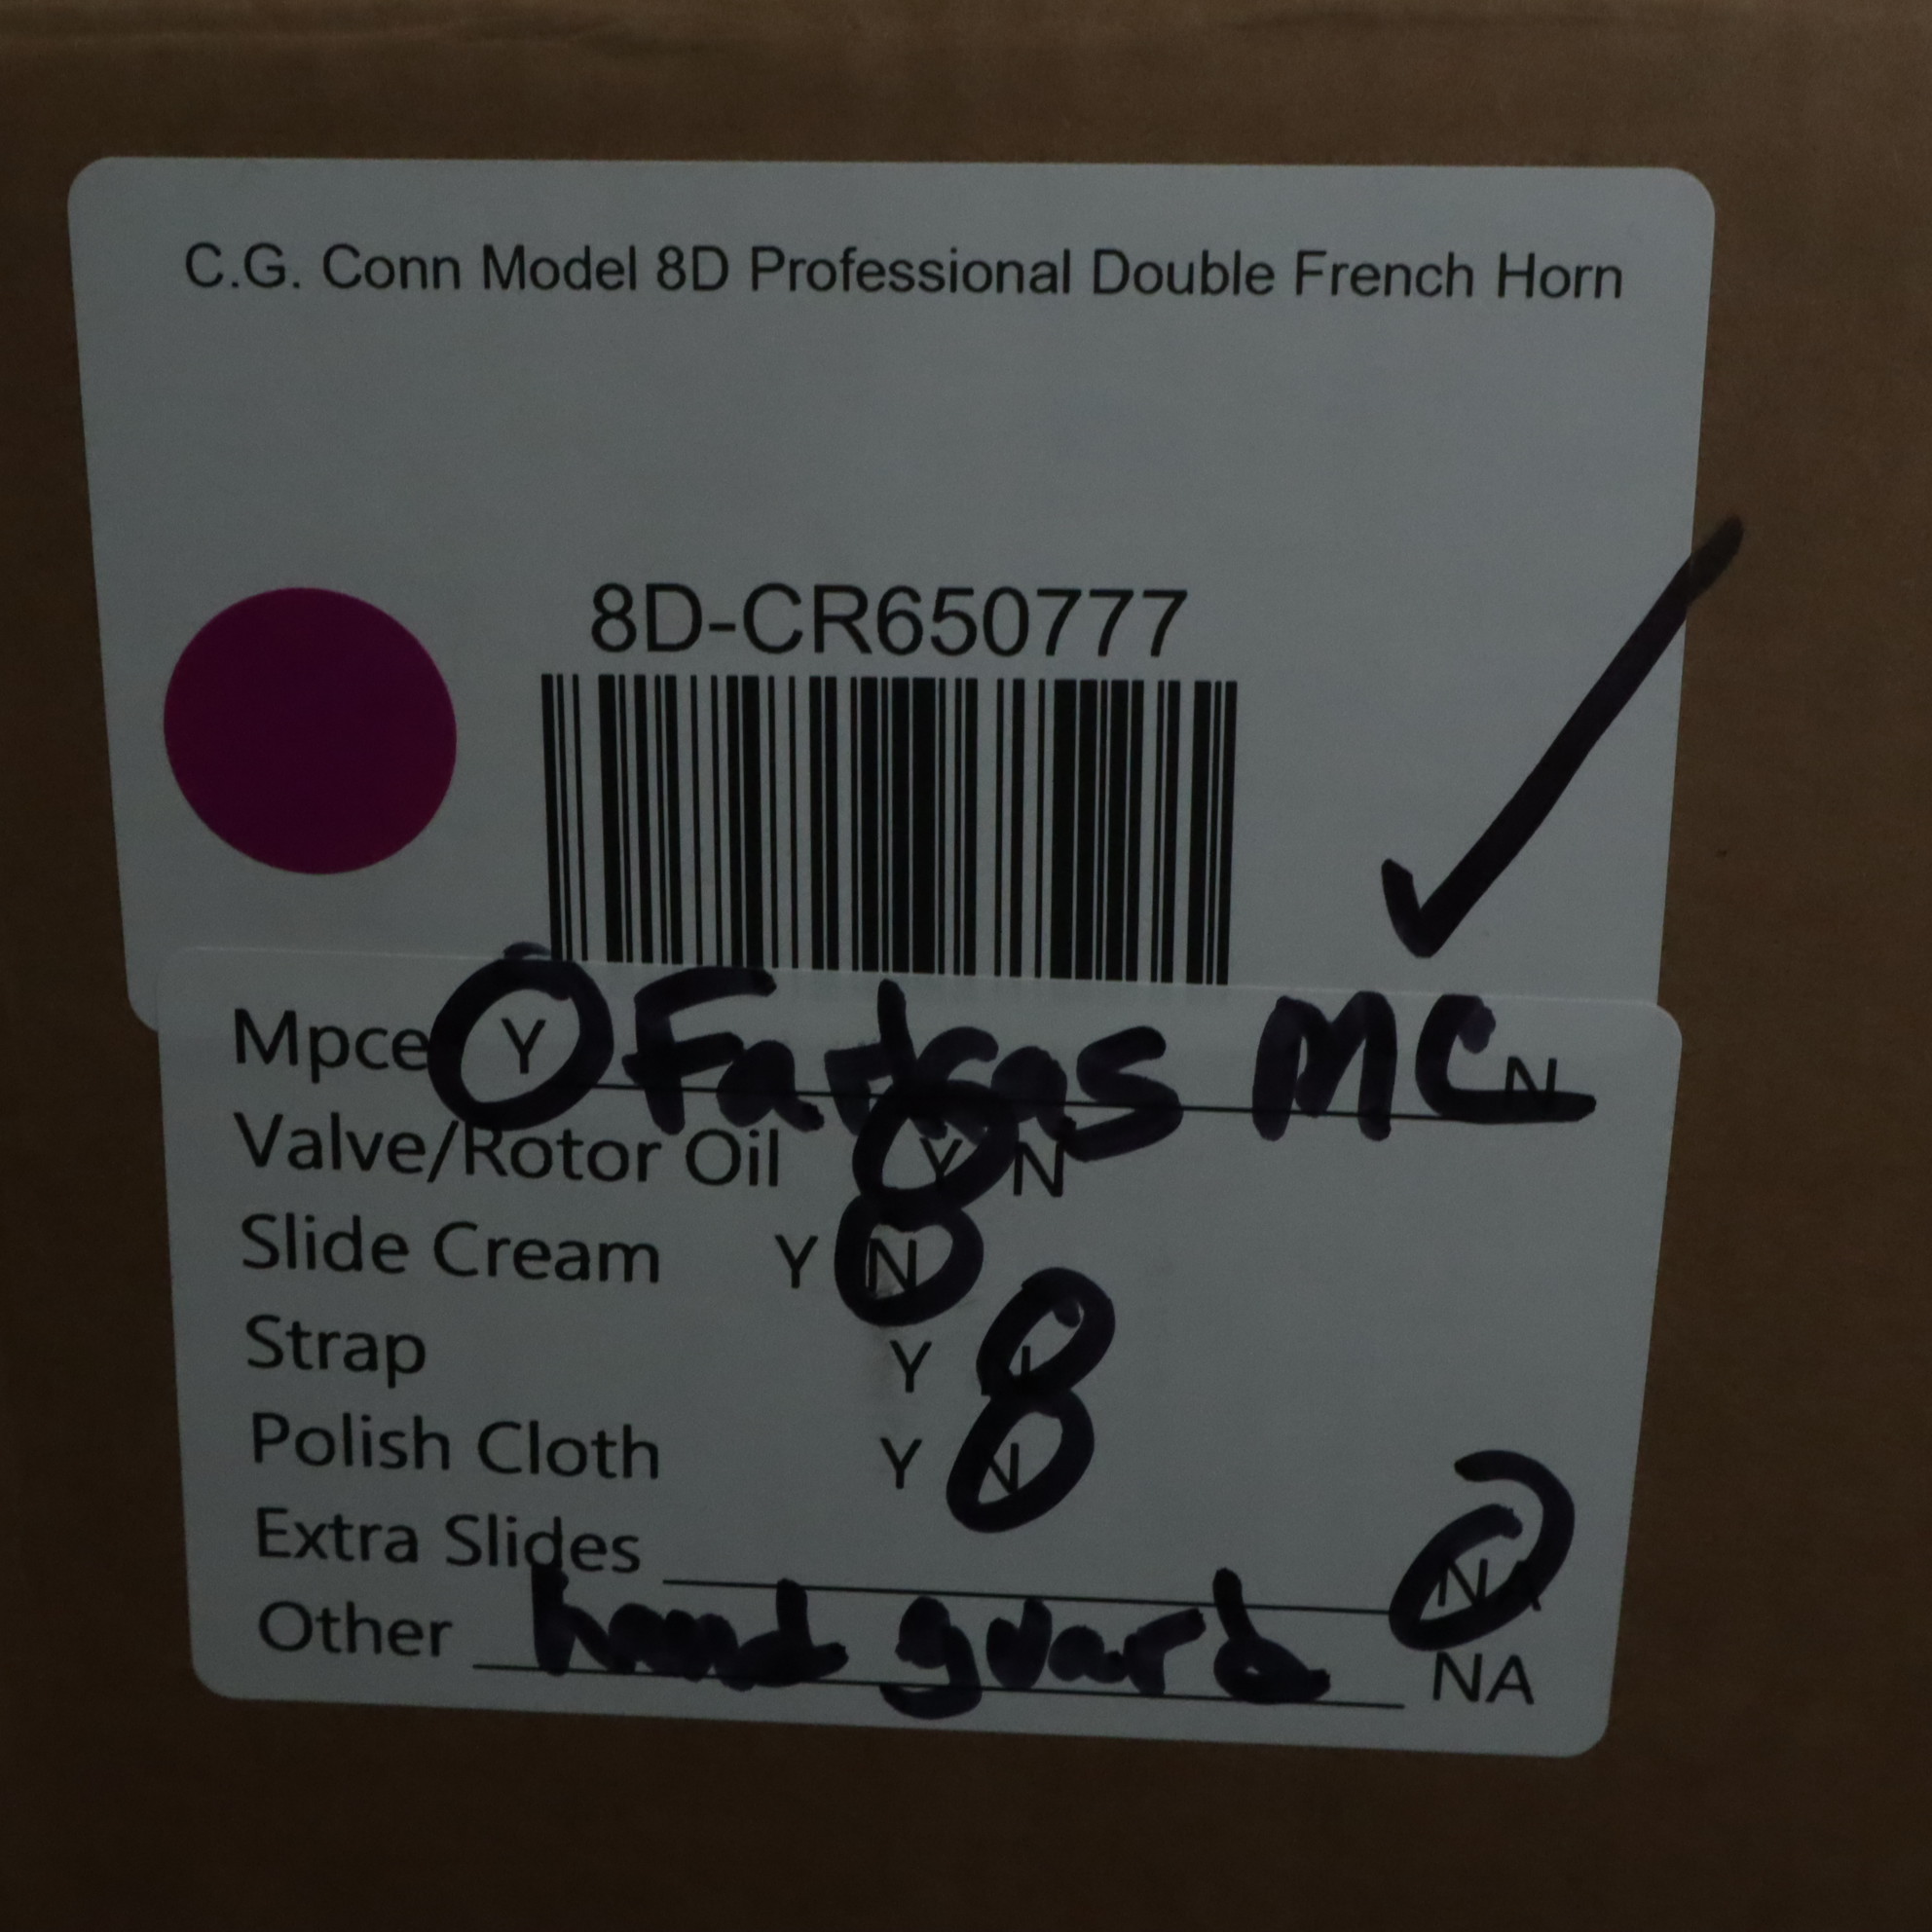 C.G. Conn Model 8D Professional Double French Horn
8D-CR650777
Mpce Y Farkas MC N
Valve/Rotor Oil Y N
Slide Cream Y N
Strap Y N
Polish Cloth Y N
Extra Slides NA
Other hand guard NA